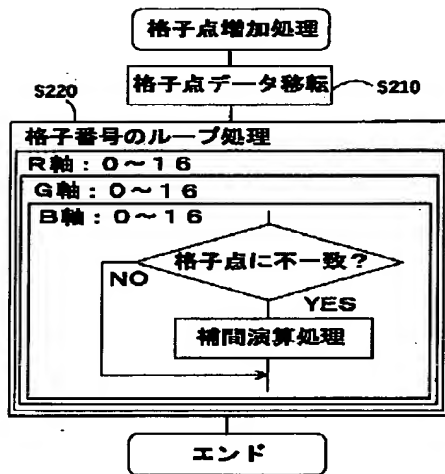 格子点増加処理
格子点データ移転
S210
S220
格子番号のループ処理
R軸：0～16
G軸：0～16
B軸：0～16
格子点に不一致？
NO
YES
補間演算処理
エンド